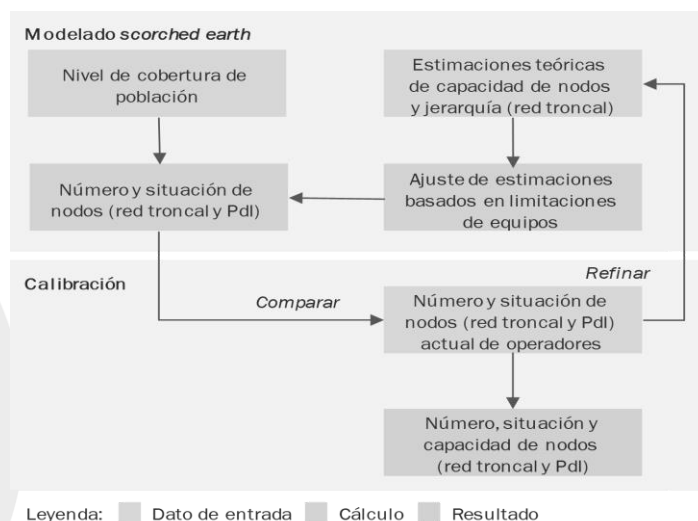 Modelado scorched earth
Nivel de cobertura de
población
Estimaciones teóricas
de capacidad de nodos
y jerarquía (red troncal)
Número y situación de
nodos (red troncal y PdI)
Ajuste de estimaciones
basados en limitaciones
de equipos
Calibración
Comparar
Refinar
Número y situación de
nodos (red troncal y PdI)
actual de operadores
Número, situación y
capacidad de nodos
(red troncal y PdI)
Leyenda: Dato de entrada Cálculo Resultado